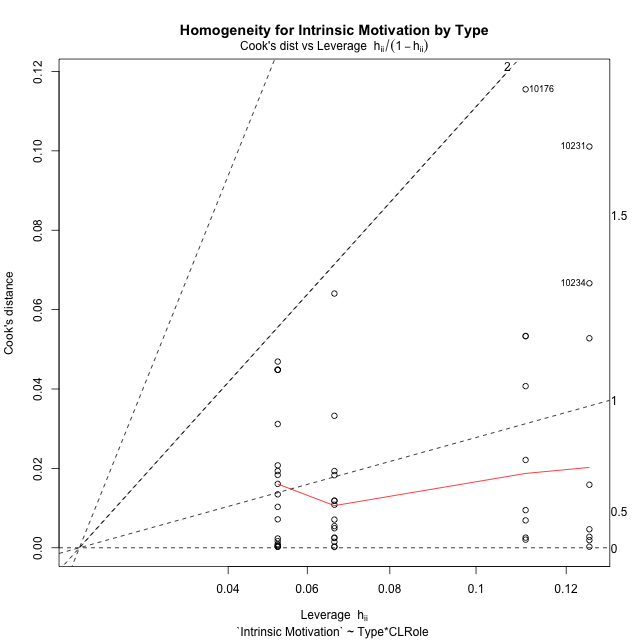 Homogeneity for Intrinsic Motivation by Type
Cook's dist vs Leverage hii/(1−hii)
2
10176
10231
1.5
10234
1
0.5
0
0.12
0.10
0.08
0.06
0.04
0.02
0.00
Cook's distance
0.04 0.06 0.08 0.1 0.12
Leverage hii
`Intrinsic Motivation` ~ Type*CLRole